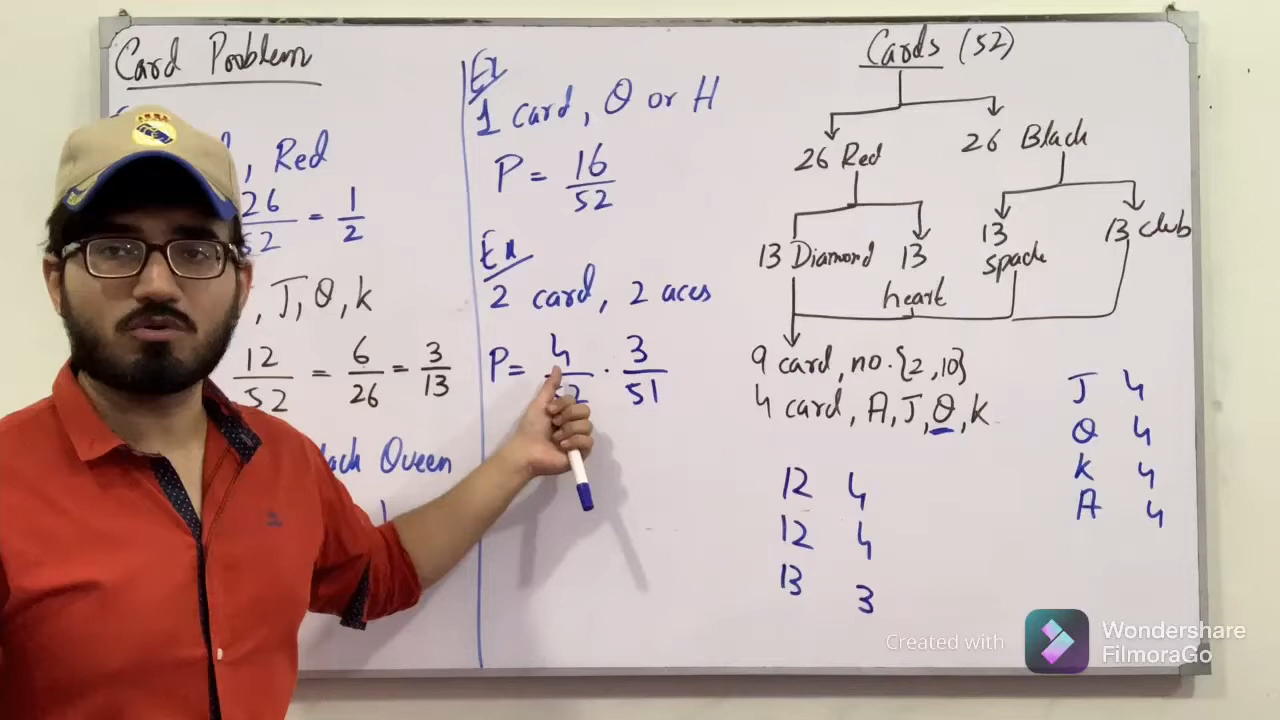 Card Problem
, Red
26/52 = 1/2
, J, Q, K
12/52 = 6/26 = 3/13
Queen
1
Ex
1 card, Q or H
P = 16/52
Ex
2 card, 2 aces
P = 4/52 · 3/51
Cards (52)
26 Red
26 Black
13 Diamond
13 heart
13 spade
13 club
9 card, no. {2, 10}
4 card, A, J, Q, K
12 4
12 4
13 3
J 4
Q 4
K 4
A 4
Created with
Wondershare
FilmoraGo